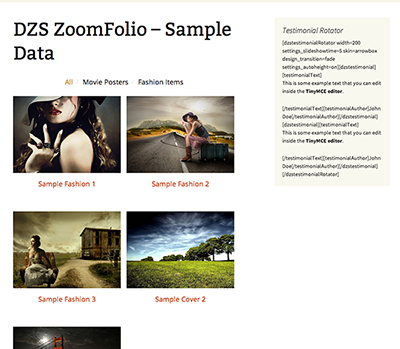 DZS ZoomFolio – Sample
Data
All / Movie Posters / Fashion Items
Sample Fashion 1
Sample Fashion 2
Sample Fashion 3
Sample Cover 2
Testimonial Rotator
[dzstestimonialRotator width=200
settings_slideshowtime=5 skin=arrowbox
design_transition=fade
settings_autoheight=on][dzstestimonial]
[testimonialText]
This is some example text that you can edit
inside the TinyMCE editor.
[/testimonialText][testimonialAuthor]John
Doe[/testimonialAuthor][/dzstestimonial]
[dzstestimonial][testimonialText]
This is some example text that you can edit
inside the TinyMCE editor.
[/testimonialText][testimonialAuthor]John
Doe[/testimonialAuthor][/dzstestimonial]
[/dzstestimonialRotator]